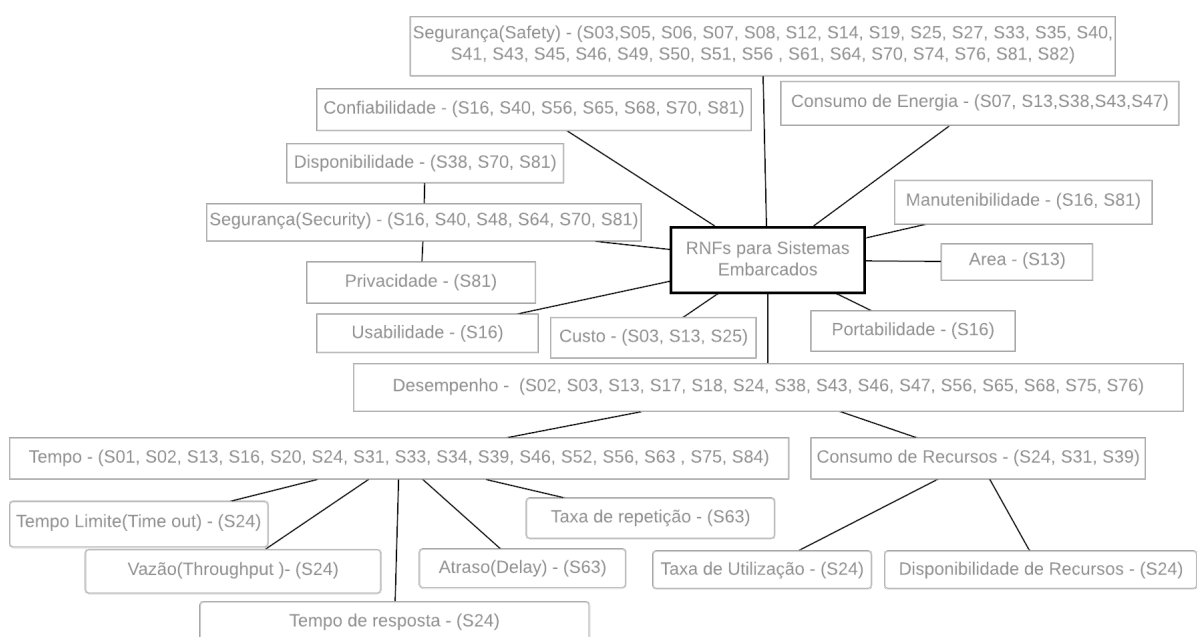 Segurança(Safety) - (S03,S05, S06, S07, S08, S12, S14, S19, S25, S27, S33, S35, S40,
S41, S43, S45, S46, S49, S50, S51, S56 , S61, S64, S70, S74, S76, S81, S82)
Confiabilidade - (S16, S40, S56, S65, S68, S70, S81)
Consumo de Energia - (S07, S13,S38,S43,S47)
Disponibilidade - (S38, S70, S81)
Manutenibilidade - (S16, S81)
Segurança(Security) - (S16, S40, S48, S64, S70, S81)
RNFs para Sistemas
Embarcados
Area - (S13)
Privacidade - (S81)
Usabilidade - (S16)
Custo - (S03, S13, S25)
Portabilidade - (S16)
Desempenho - (S02, S03, S13, S17, S18, S24, S38, S43, S46, S47, S56, S65, S68, S75, S76)
Tempo - (S01, S02, S13, S16, S20, S24, S31, S33, S34, S39, S46, S52, S56, S63 , S75, S84)
Consumo de Recursos - (S24, S31, S39)
Tempo Limite(Time out) - (S24)
Taxa de repetição - (S63)
Vazão(Throughput )- (S24)
Atraso(Delay) - (S63)
Taxa de Utilização - (S24)
Disponibilidade de Recursos - (S24)
Tempo de resposta - (S24)